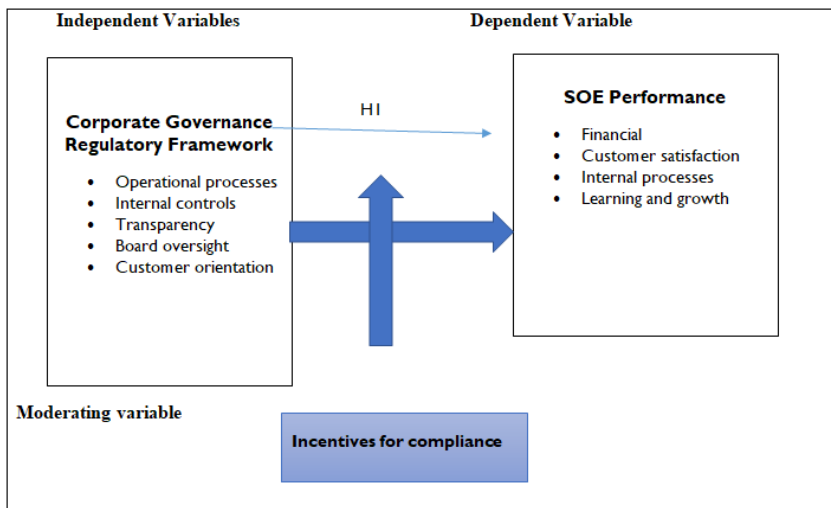 Independent Variables
Dependent Variable
Corporate Governance
Regulatory Framework
• Operational processes
• Internal controls
• Transparency
• Board oversight
• Customer orientation
H1
SOE Performance
• Financial
• Customer satisfaction
• Internal processes
• Learning and growth
Moderating variable
Incentives for compliance